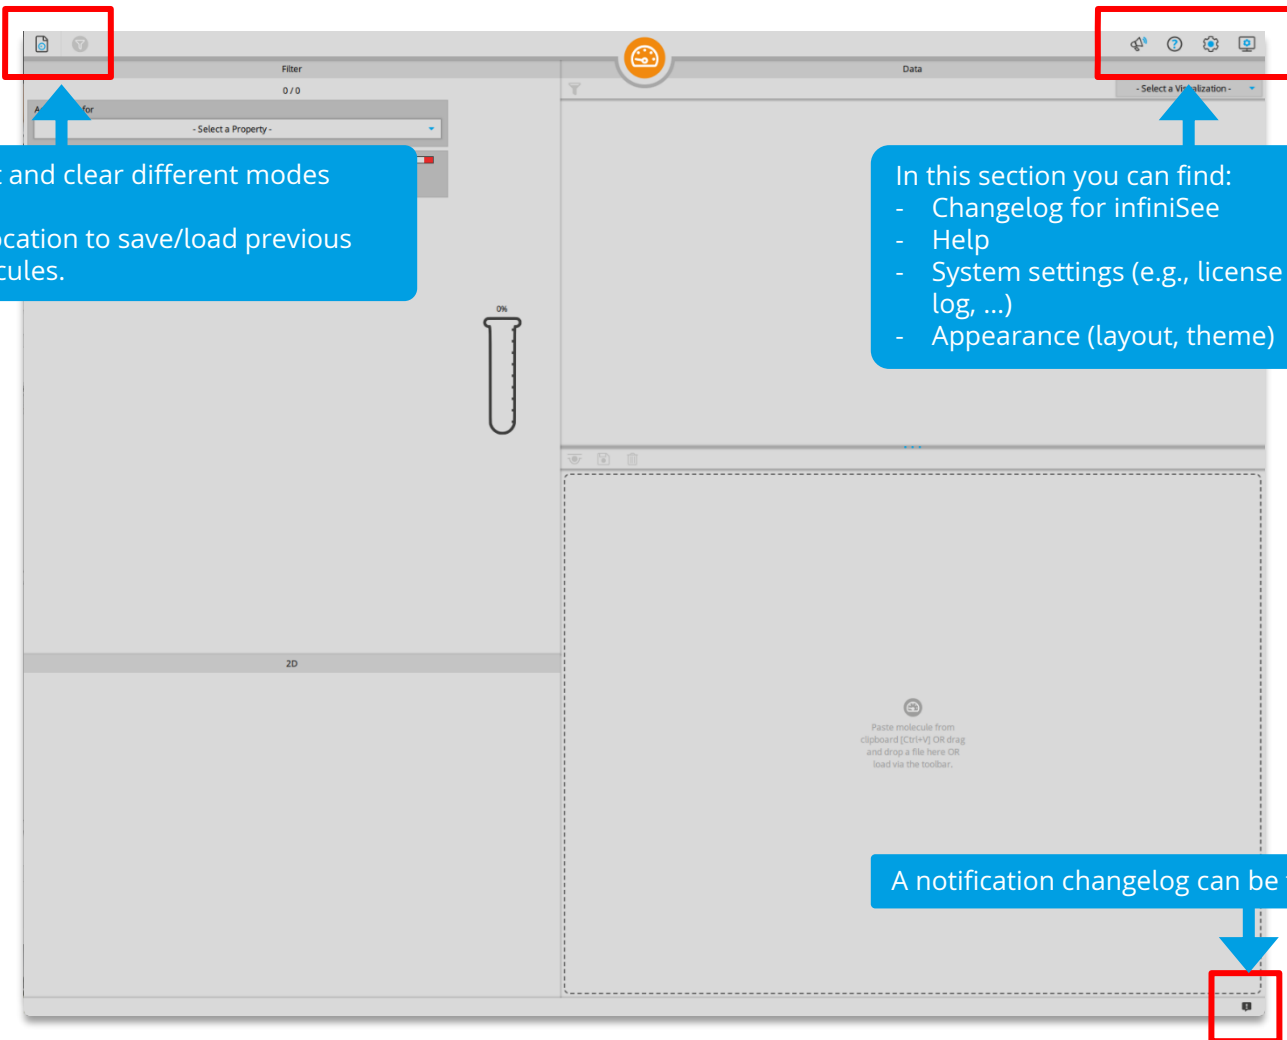 Filter
0 / 0
for
- Select a Property -
Data
- Select a Visualization -
and clear different modes
to save/load previous
In this section you can find:
- Changelog for infiniSee
- Help
- System settings (e.g., license
log, ...)
- Appearance (layout, theme)
0%
2D
Paste molecule from
clipboard [Ctrl+V] OR drag
and drop a file here OR
load via the toolbar.
A notification changelog can be